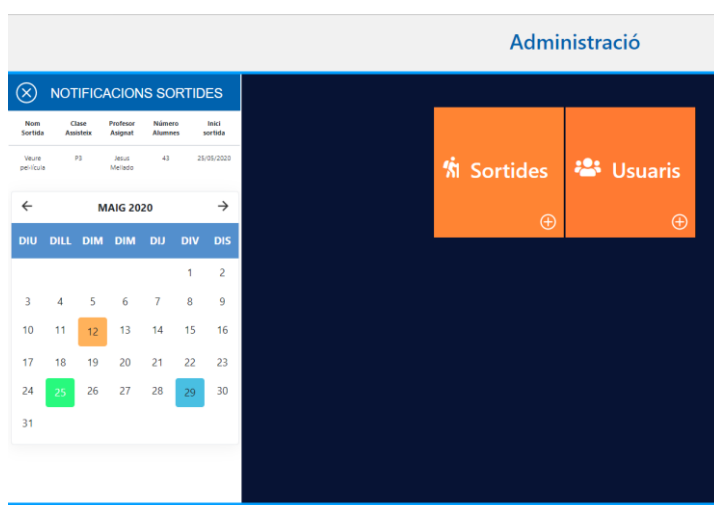 Administració
NOTIFICACIONS SORTIDES
Nom Sortida Clase Assisteix Profesor Asignat Número Alumnes Inici sortida
Veure pel·lícula P3 Jesus Mellado 43 25/05/2020
MAIG 2020
DIU DILL DIM DIM DIJ DIV DIS
1 2
3 4 5 6 7 8 9
10 11 12 13 14 15 16
17 18 19 20 21 22 23
24 25 26 27 28 29 30
31
Sortides
Usuaris